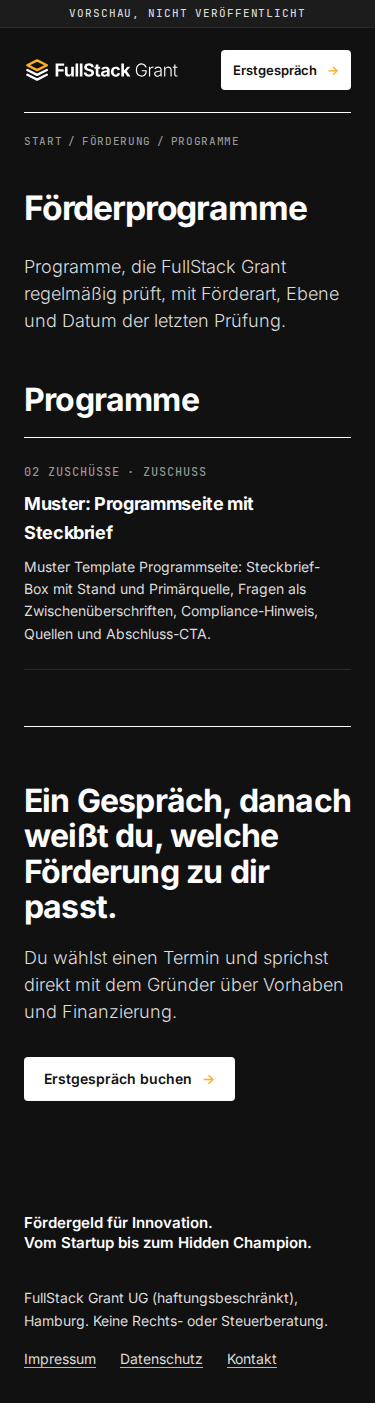 VORSCHAU, NICHT VERÖFFENTLICHT
FullStack Grant
Erstgespräch →
START / FÖRDERUNG / PROGRAMME
Förderprogramme
Programme, die FullStack Grant
regelmäßig prüft, mit Förderart, Ebene
und Datum der letzten Prüfung.
Programme
02 ZUSCHÜSSE · ZUSCHUSS
Muster: Programmseite mit
Steckbrief
Muster Template Programmseite: Steckbrief-
Box mit Stand und Primärquelle, Fragen als
Zwischenüberschriften, Compliance-Hinweis,
Quellen und Abschluss-CTA.
Ein Gespräch, danach
weißt du, welche
Förderung zu dir
passt.
Du wählst einen Termin und sprichst
direkt mit dem Gründer über Vorhaben
und Finanzierung.
Erstgespräch buchen →
Fördergeld für Innovation.
Vom Startup bis zum Hidden Champion.
FullStack Grant UG (haftungsbeschränkt),
Hamburg. Keine Rechts- oder Steuerberatung.
Impressum Datenschutz Kontakt